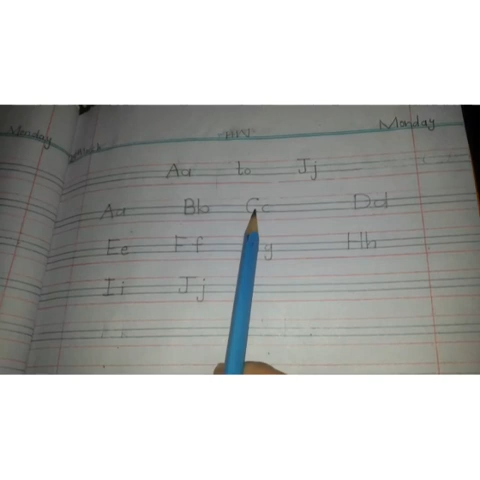 Monday Monday
Aa to Jj
Aa Bb Cc Dd
Ee Ff y Hh
Ii Jj